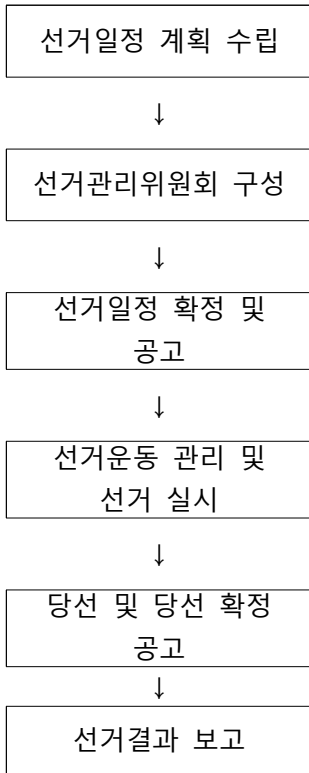 선거일정 계획 수립
↓
선거관리위원회 구성
↓
선거일정 확정 및
공고
↓
선거운동 관리 및
선거 실시
↓
당선 및 당선 확정
공고
↓
선거결과 보고